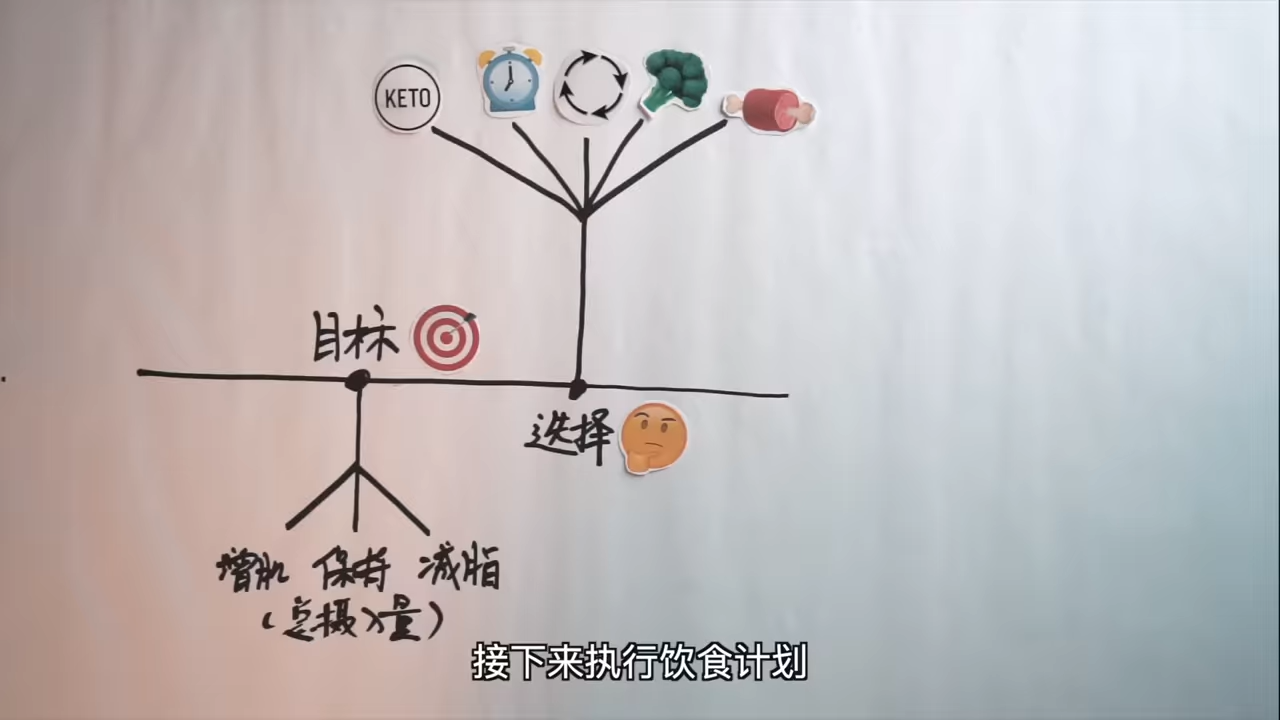 KETO
目标
选择
增肌 保持 减脂
(总摄入量)
接下来执行饮食计划